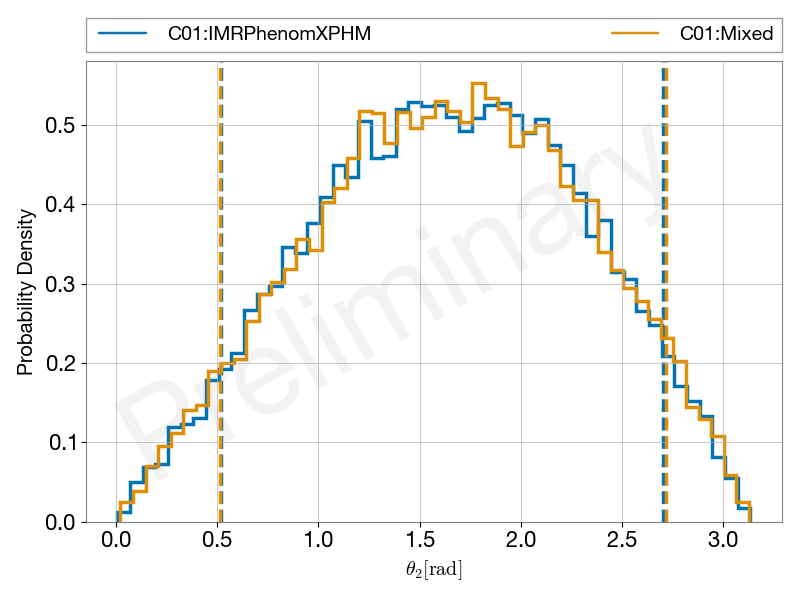 C01:IMRPhenomXPHM C01:Mixed
Probability Density
0.5
0.4
0.3
0.2
0.1
0.0
Preliminary
0.0 0.5 1.0 1.5 2.0 2.5 3.0
θ₂[rad]